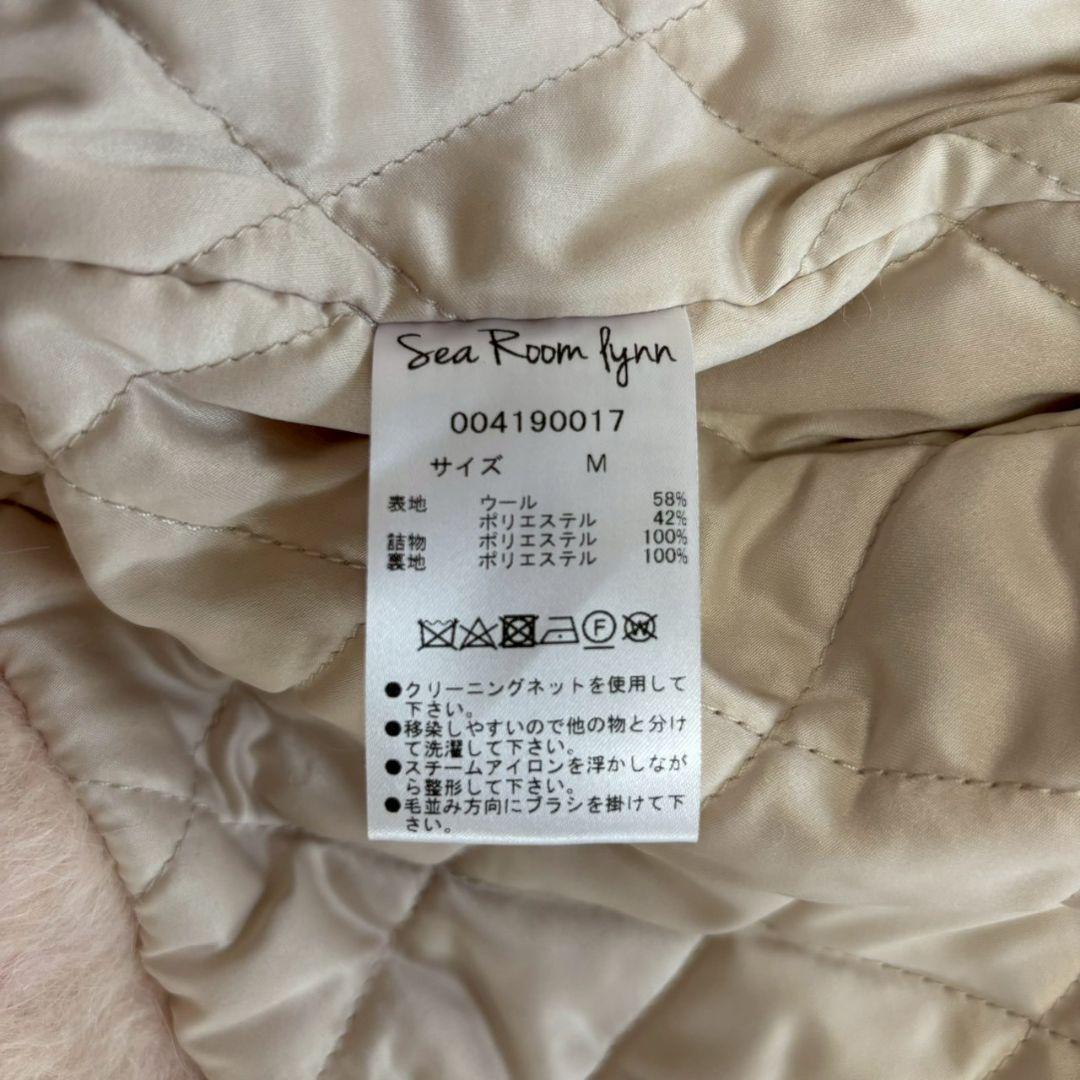 Sea Room lynn
004190017
サイズ M
表地 ウール 58%
ポリエステル 42%
詰物 ポリエステル 100%
裏地 ポリエステル 100%
F W
●クリーニングネットを使用して
下さい。
●移染しやすいので他の物と分け
て洗濯して下さい。
●スチームアイロンを浮かしなが
ら整形して下さい。
●毛並み方向にブラシを掛けて下
さい。